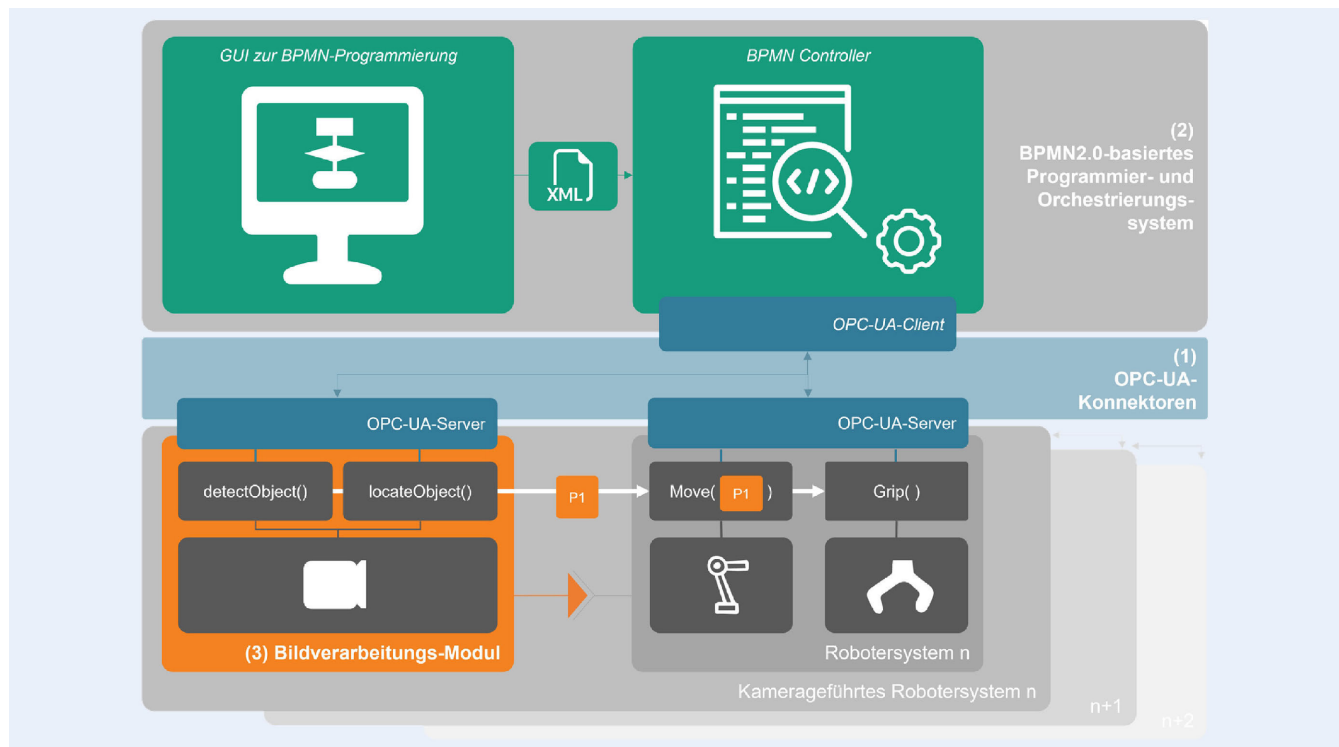 GUI zur BPMN-Programmierung
BPMN Controller
XML
(2)
BPMN2.0-basiertes
Programmier- und
Orchestrierungs-
system
OPC-UA-Client
(1)
OPC-UA-
Konnektoren
OPC-UA-Server
OPC-UA-Server
detectObject()
locateObject()
P1
Move( P1 )
Grip( )
(3) Bildverarbeitungs-Modul
Robotersystem n
Kamerageführtes Robotersystem n
n+1
n+2